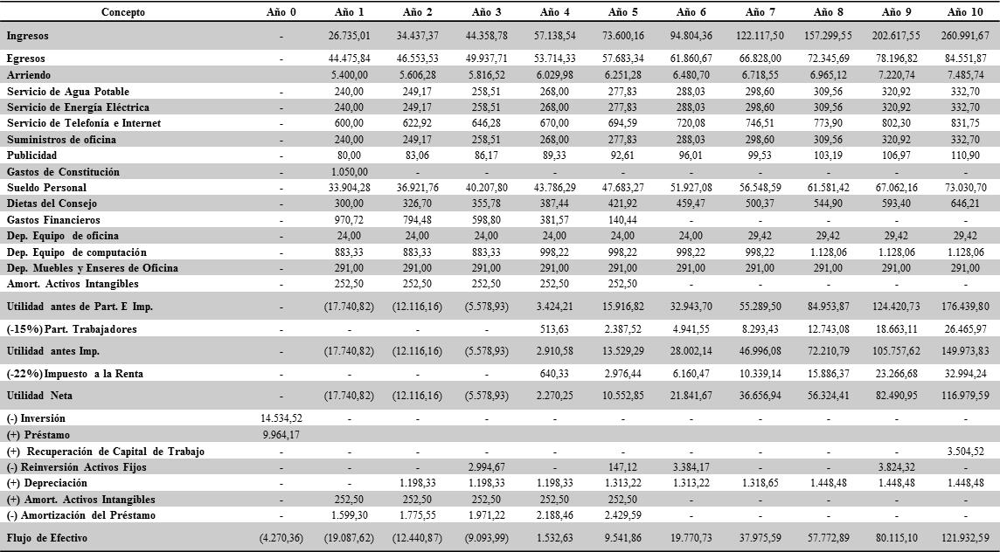 Concepto Año 0 Año 1 Año 2 Año 3 Año 4 Año 5 Año 6 Año 7 Año 8 Año 9 Año 10
Ingresos - 26.735,01 34.437,37 44.358,78 57.138,54 73.600,16 94.804,36 122.117,50 157.299,55 202.617,55 260.991,67
Egresos - 44.475,84 46.553,53 49.937,71 53.714,33 57.683,34 61.860,67 66.828,00 72.345,69 78.196,82 84.551,87
Arriendo - 5.400,00 5.606,28 5.816,52 6.029,98 6.251,28 6.480,70 6.718,55 6.965,12 7.220,74 7.485,74
Servicio de Agua Potable - 240,00 249,17 258,51 268,00 277,83 288,03 298,60 309,56 320,92 332,70
Servicio de Energía Eléctrica - 240,00 249,17 258,51 268,00 277,83 288,03 298,60 309,56 320,92 332,70
Servicio de Telefonía e Internet - 600,00 622,92 646,28 670,00 694,59 720,08 746,51 773,90 802,30 831,75
Suministros de oficina - 240,00 249,17 258,51 268,00 277,83 288,03 298,60 309,56 320,92 332,70
Publicidad - 80,00 83,06 86,17 89,33 92,61 96,01 99,53 103,19 106,97 110,90
Gastos de Constitución - 1.050,00 - - - - - - - - -
Sueldo Personal - 33.904,28 36.921,76 40.207,80 43.786,29 47.683,27 51.927,08 56.548,59 61.581,42 67.062,16 73.030,70
Dietas del Consejo - 300,00 326,70 355,78 387,44 421,92 459,47 500,37 544,90 593,40 646,21
Gastos Financieros - 970,72 794,48 598,80 381,57 140,44 - - - - -
Dep. Equipo de oficina - 24,00 24,00 24,00 24,00 24,00 24,00 29,42 29,42 29,42 29,42
Dep. Equipo de computación - 883,33 883,33 883,33 998,22 998,22 998,22 998,22 1.128,06 1.128,06 1.128,06
Dep. Muebles y Enseres de Oficina - 291,00 291,00 291,00 291,00 291,00 291,00 291,00 291,00 291,00 291,00
Amort. Activos Intangibles - 252,50 252,50 252,50 252,50 252,50 - - - - -
Utilidad antes de Part. E Imp. - (17.740,82) (12.116,16) (5.578,93) 3.424,21 15.916,82 32.943,70 55.289,50 84.953,87 124.420,73 176.439,80
(-15%) Part. Trabajadores - - - - 513,63 2.387,52 4.941,55 8.293,43 12.743,08 18.663,11 26.465,97
Utilidad antes Imp. - (17.740,82) (12.116,16) (5.578,93) 2.910,58 13.529,29 28.002,14 46.996,08 72.210,79 105.757,62 149.973,83
(-22%) Impuesto a la Renta - - - - 640,33 2.976,44 6.160,47 10.339,14 15.886,37 23.266,68 32.994,24
Utilidad Neta - (17.740,82) (12.116,16) (5.578,93) 2.270,25 10.552,85 21.841,67 36.656,94 56.324,41 82.490,95 116.979,59
(-) Inversión 14.534,52 - - - - - - - - - -
(+) Préstamo 9.964,17
(+) Recuperación de Capital de Trabajo - - - - - - - - - - 3.504,52
(-) Reinversión Activos Fijos - - - 2.994,67 - 147,12 3.384,17 - - 3.824,32
(+) Depreciación - - 1.198,33 1.198,33 1.198,33 1.313,22 1.313,22 1.318,65 1.448,48 1.448,48 1.448,48
(+) Amort. Activos Intangibles - 252,50 252,50 252,50 252,50 252,50 - - - - -
(-) Amortización del Préstamo - 1.599,30 1.775,55 1.971,22 2.188,46 2.429,59 - - - - -
Flujo de Efectivo (4.270,36) (19.087,62) (12.440,87) (9.093,99) 1.532,63 9.541,86 19.770,73 37.975,59 57.772,89 80.115,10 121.932,59